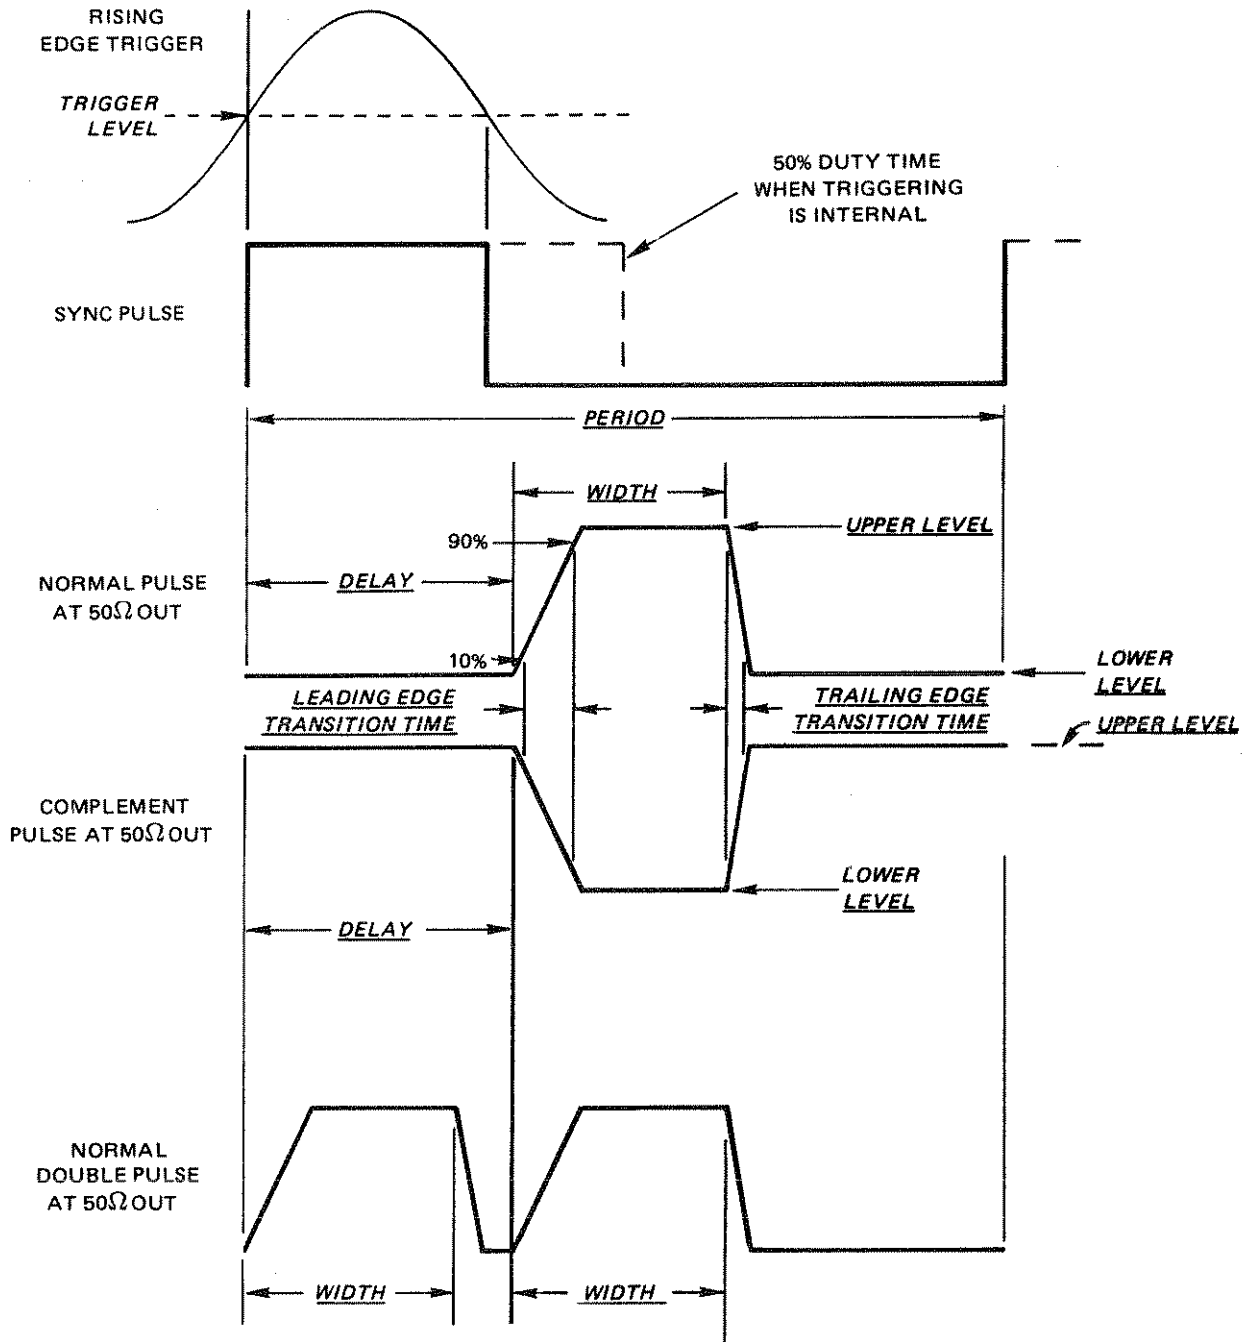 RISING
EDGE TRIGGER
TRIGGER
LEVEL
50% DUTY TIME
WHEN TRIGGERING
IS INTERNAL
SYNC PULSE
PERIOD
WIDTH
UPPER LEVEL
90%
NORMAL PULSE
AT 50Ω OUT
DELAY
10%
LOWER
LEVEL
LEADING EDGE
TRANSITION TIME
TRAILING EDGE
TRANSITION TIME
UPPER LEVEL
COMPLEMENT
PULSE AT 50Ω OUT
LOWER
LEVEL
DELAY
NORMAL
DOUBLE PULSE
AT 50Ω OUT
WIDTH
WIDTH